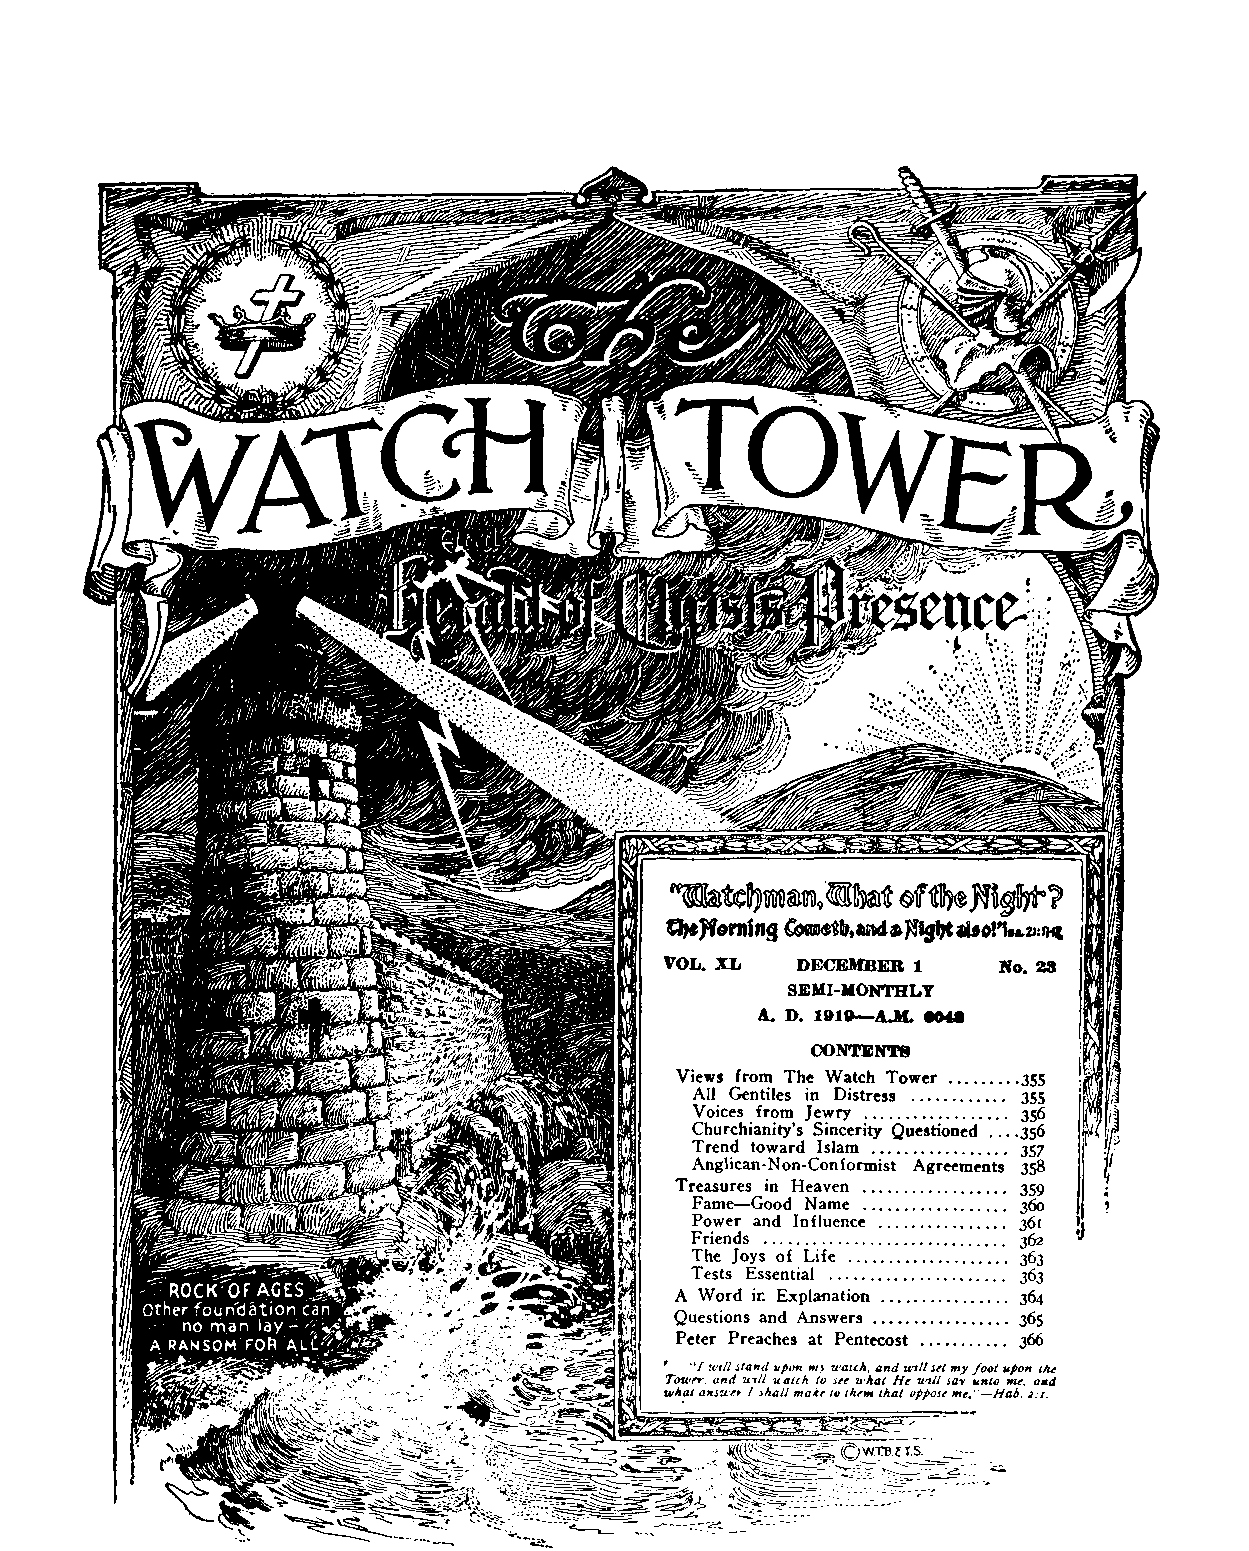 The
WATCH TOWER
Herald of Christ's Presence
"Watchman, What of the Night?
The Morning Cometh, and a Night also!"
VOL. XL DECEMBER 1 No. 23
SEMI-MONTHLY
A. D. 1919—A.M. 6048
CONTENTS
Views from The Watch Tower .........355
All Gentiles in Distress ............ 355
Voices from Jewry .................. 356
Churchianity's Sincerity Questioned ....356
Trend toward Islam ................. 357
Anglican-Non-Conformist Agreements 358
Treasures in Heaven .................. 359
Fame—Good Name .................. 360
Power and Influence ................ 361
Friends ............................ 362
The Joys of Life .................... 363
Tests Essential ...................... 363
A Word in Explanation ................ 364
Questions and Answers ................. 365
Peter Preaches at Pentecost ........... 366
"I will stand upon my watch, and will set my foot upon the
Tower, and will watch to see what He will say unto me, and
what answer I shall make to them that oppose me."—Hab. 2:1.
ROCK OF AGES
Other foundation can
no man lay –
A RANSOM FOR ALL
©W.T.B.&T.S.